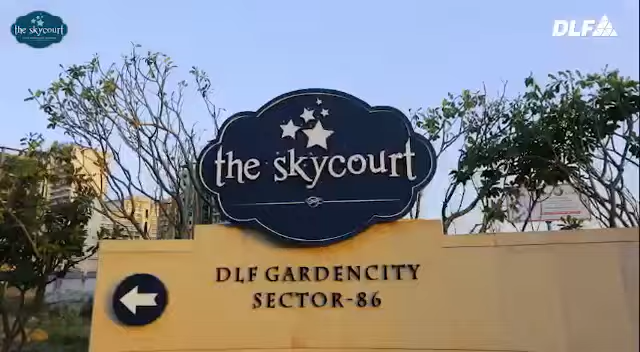 the skycourt
DLF
the skycourt
DLF GARDENCITY
SECTOR-86